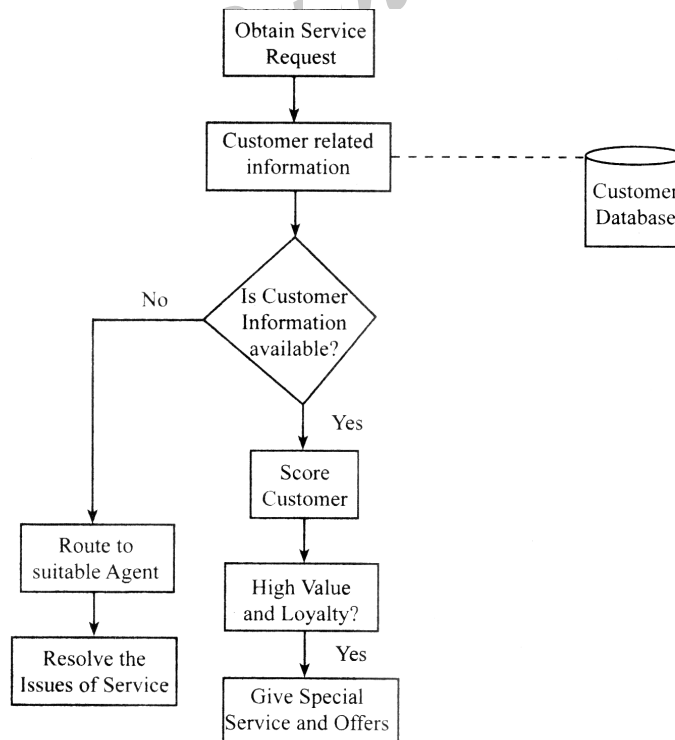 Obtain Service
Request
Customer related
information
Customer
Database
Is Customer
Information
available?
No
Yes
Score
Customer
Route to
suitable Agent
High Value
and Loyalty?
Resolve the
Issues of Service
Yes
Give Special
Service and Offers